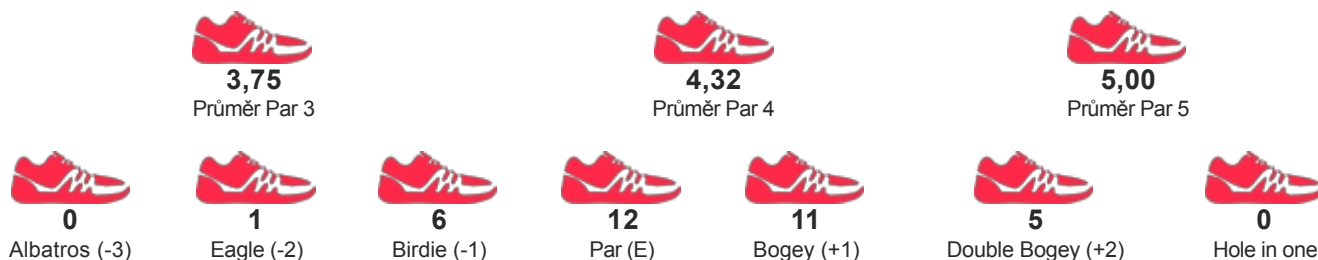 3,75
Průměr Par 3
4,32
Průměr Par 4
5,00
Průměr Par 5
0
Albatros (-3)
1
Eagle (-2)
6
Birdie (-1)
12
Par (E)
11
Bogey (+1)
5
Double Bogey (+2)
0
Hole in one